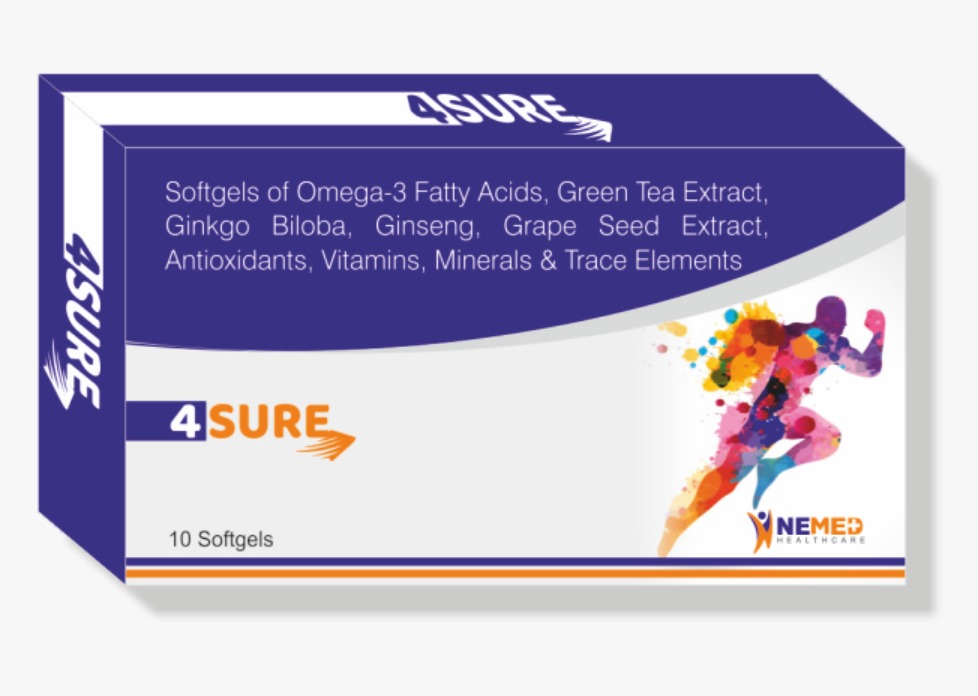 4SURE
Softgels of Omega-3 Fatty Acids, Green Tea Extract,
Ginkgo Biloba, Ginseng, Grape Seed Extract,
Antioxidants, Vitamins, Minerals & Trace Elements
4SURE
4SURE
10 Softgels
NEMED
HEALTHCARE